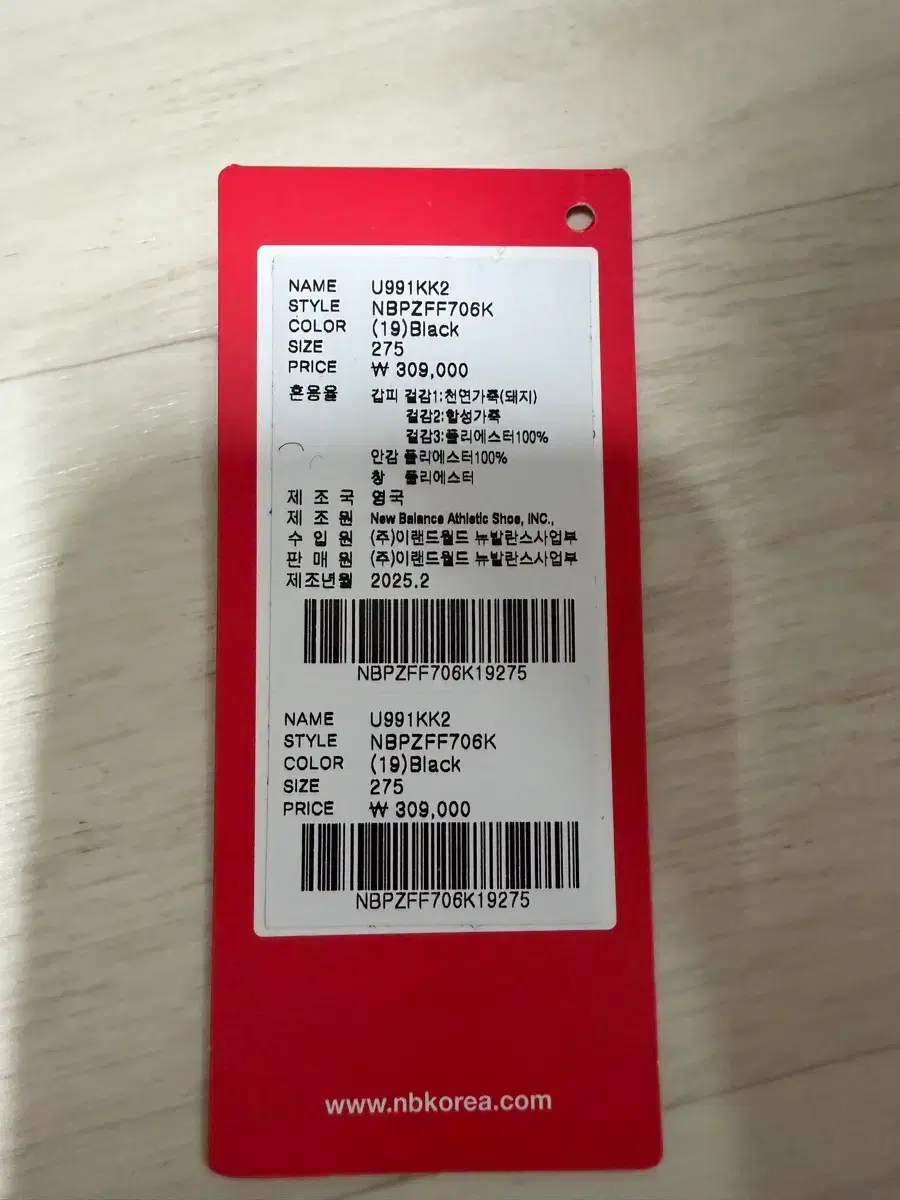 NAME U991KK2
STYLE NBPZFF706K
COLOR (19)Black
SIZE 275
PRICE ₩ 309,000
혼용율 갑피 겉감1:천연가죽(돼지)
겉감2:합성가죽
겉감3:폴리에스터100%
안감 폴리에스터100%
창 폴리에스터
제 조 국 영국
제 조 원 New Balance Athletic Shoe, INC.,
수 입 원 (주)이랜드월드 뉴발란스사업부
판 매 원 (주)이랜드월드 뉴발란스사업부
제조년월 2025.2
NBPZFF706K19275
NAME U991KK2
STYLE NBPZFF706K
COLOR (19)Black
SIZE 275
PRICE ₩ 309,000
NBPZFF706K19275
www.nbkorea.com